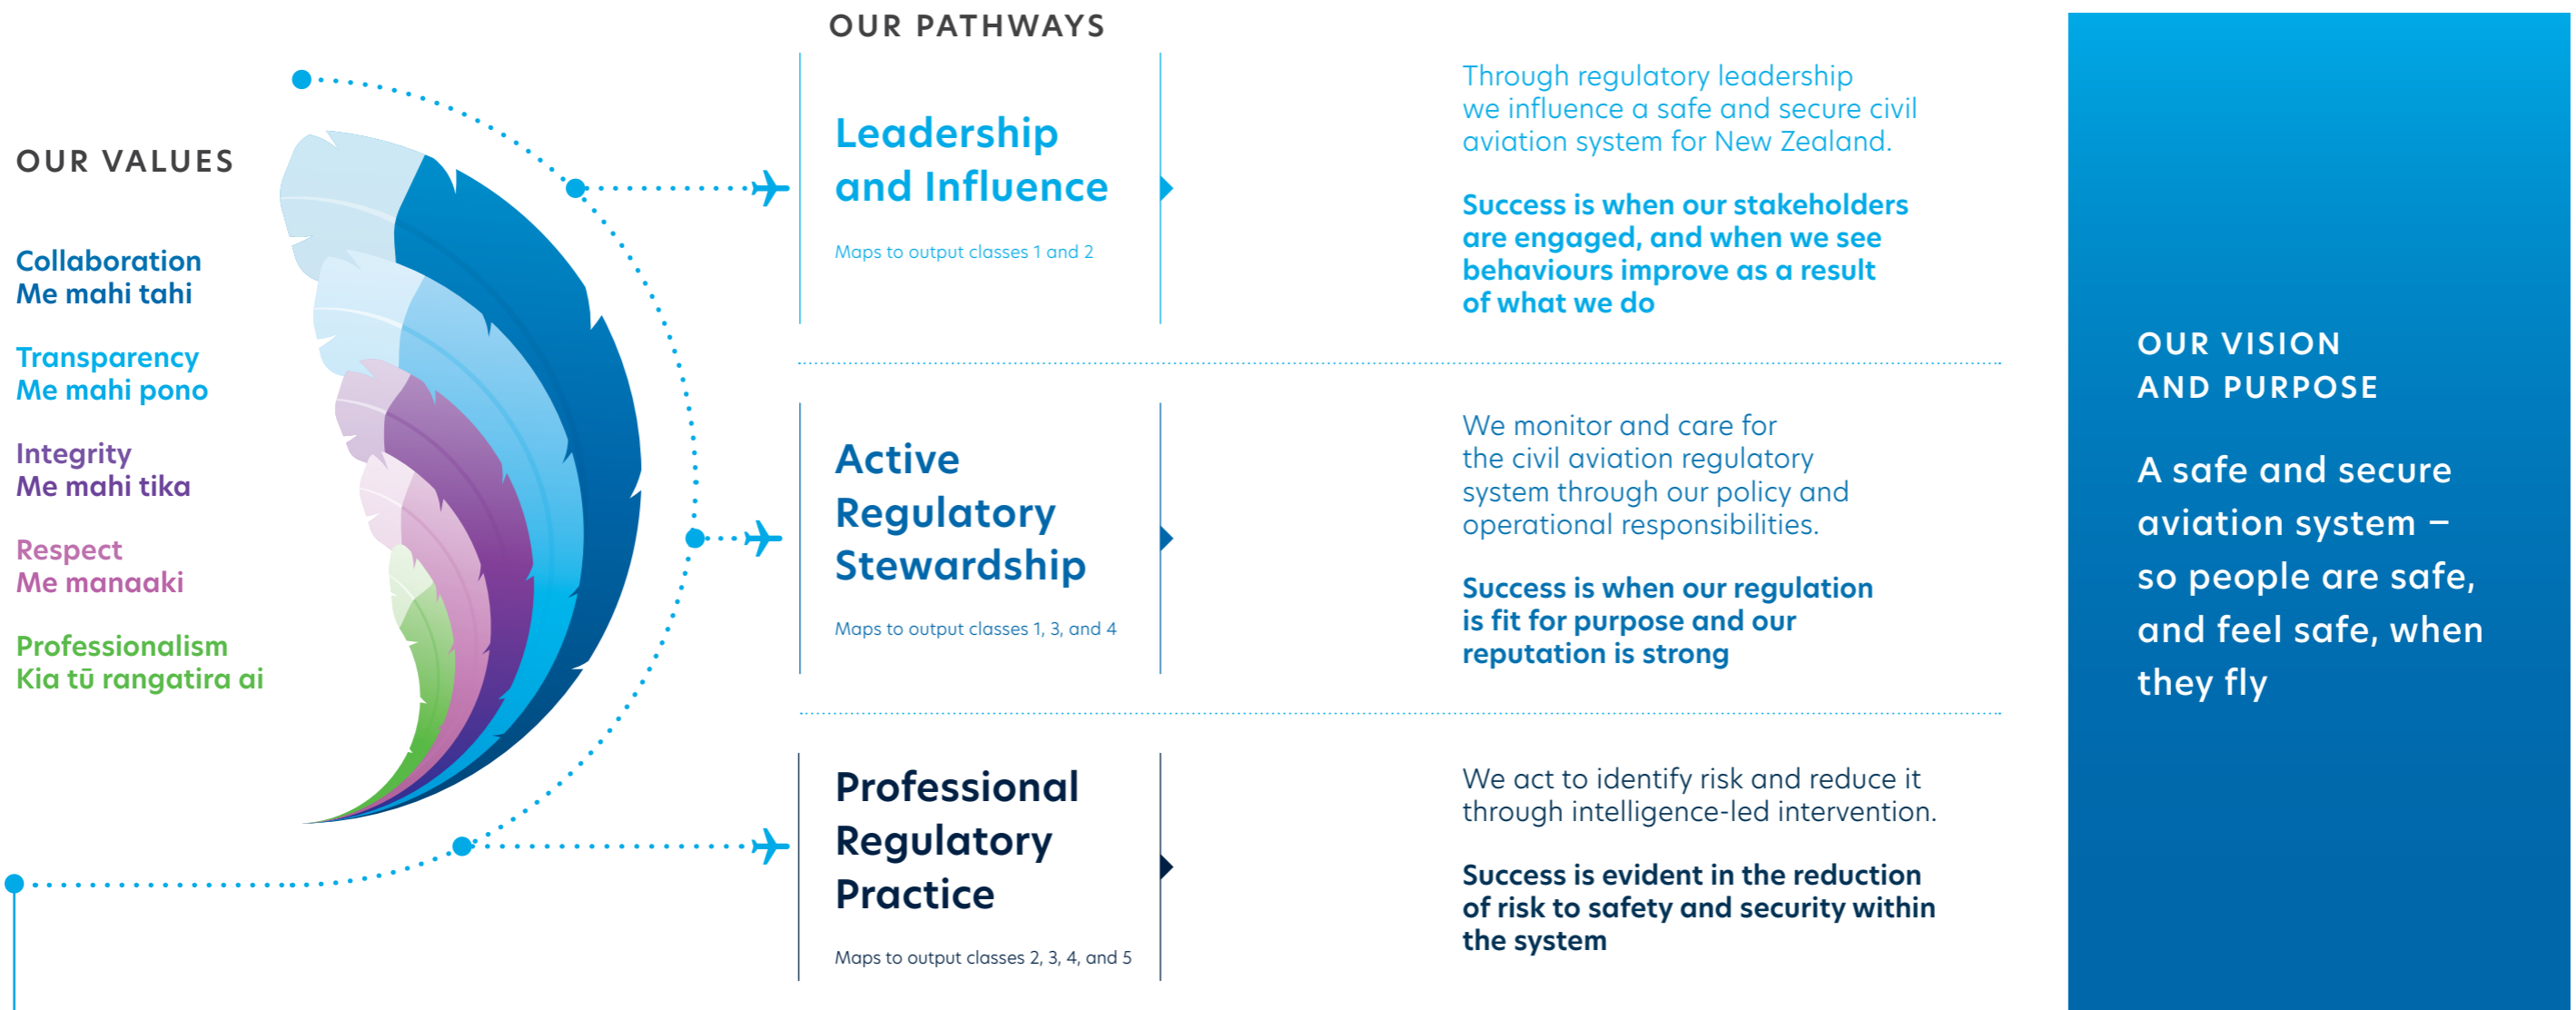 OUR VALUES
Collaboration
Me mahi tahi
Transparency
Me mahi pono
Integrity
Me mahi tika
Respect
Me manaaki
Professionalism
Kia tū rangatira ai
OUR PATHWAYS
Leadership
and Influence
Maps to output classes 1 and 2
Through regulatory leadership
we influence a safe and secure civil
aviation system for New Zealand.
Success is when our stakeholders
are engaged, and when we see
behaviours improve as a result
of what we do
Active
Regulatory
Stewardship
Maps to output classes 1, 3, and 4
We monitor and care for
the civil aviation regulatory
system through our policy and
operational responsibilities.
Success is when our regulation
is fit for purpose and our
reputation is strong
Professional
Regulatory
Practice
Maps to output classes 2, 3, 4, and 5
We act to identify risk and reduce it
through intelligence-led intervention.
Success is evident in the reduction
of risk to safety and security within
the system
OUR VISION
AND PURPOSE
A safe and secure
aviation system –
so people are safe,
and feel safe, when
they fly